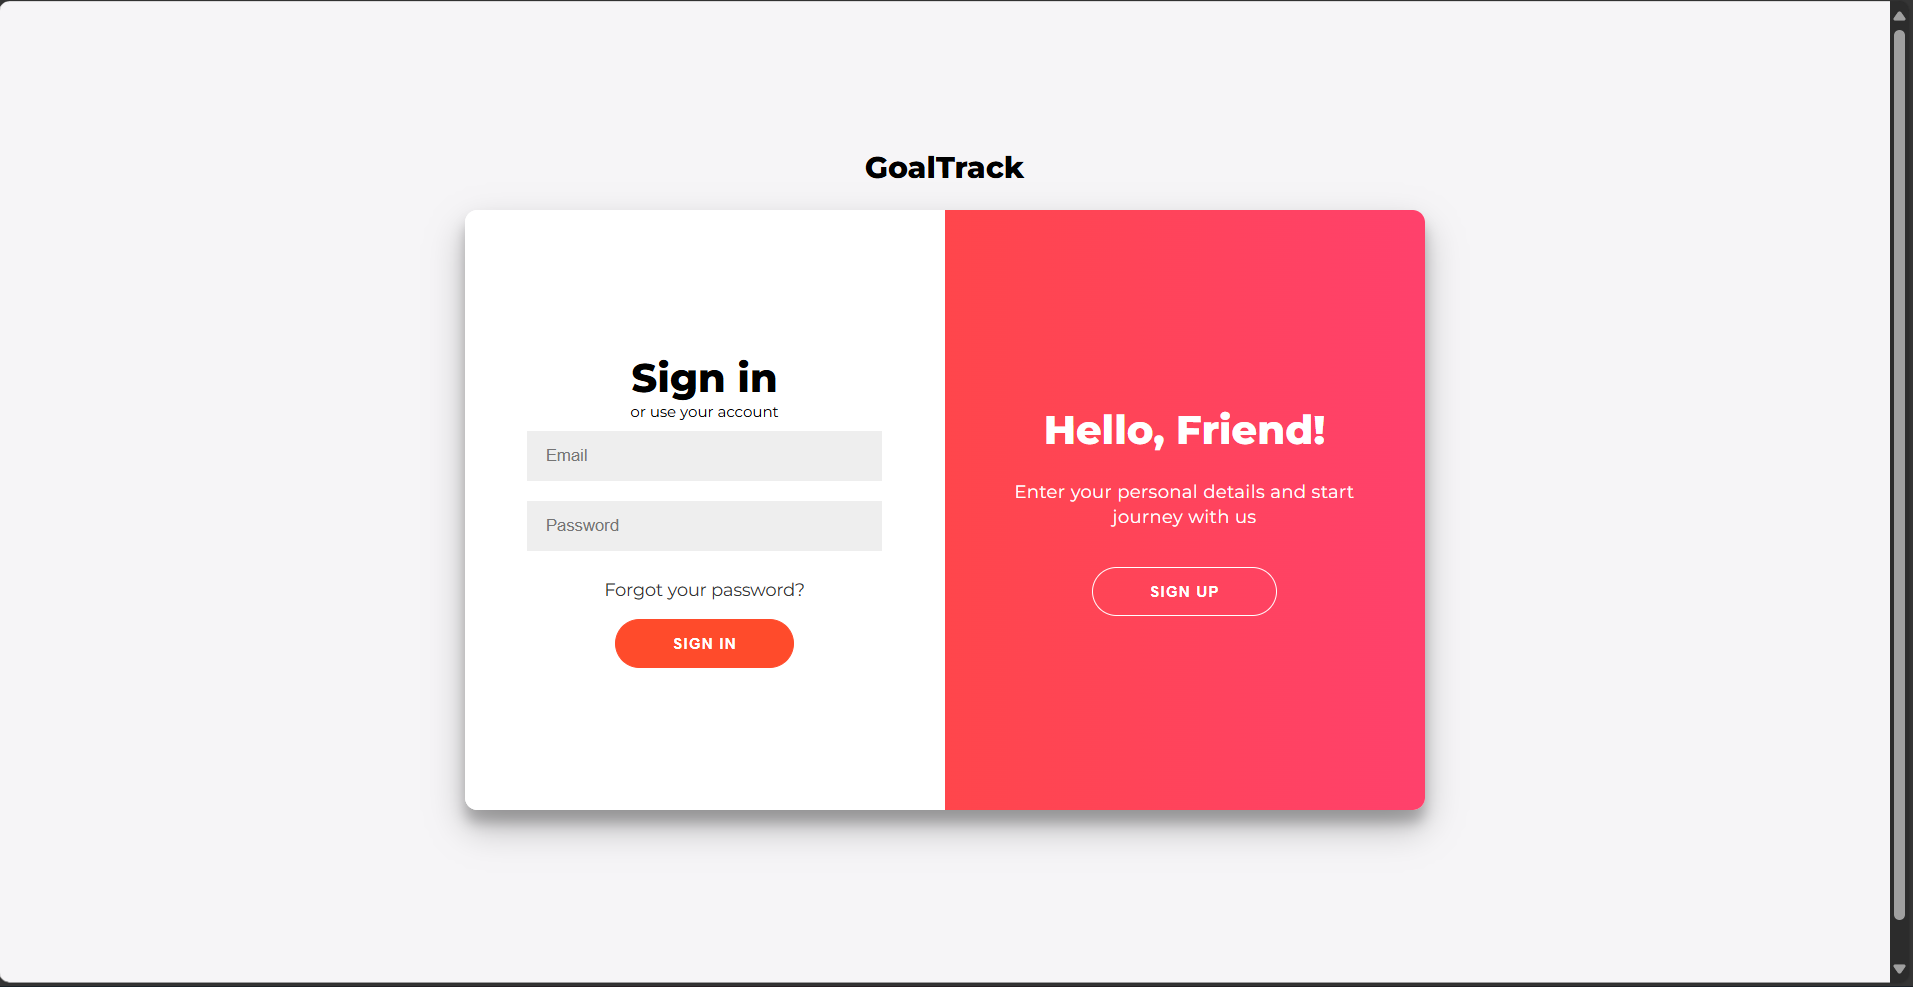 GoalTrack
Sign in
or use your account
Email
Password
Forgot your password?
SIGN IN
Hello, Friend!
Enter your personal details and start
journey with us
SIGN UP